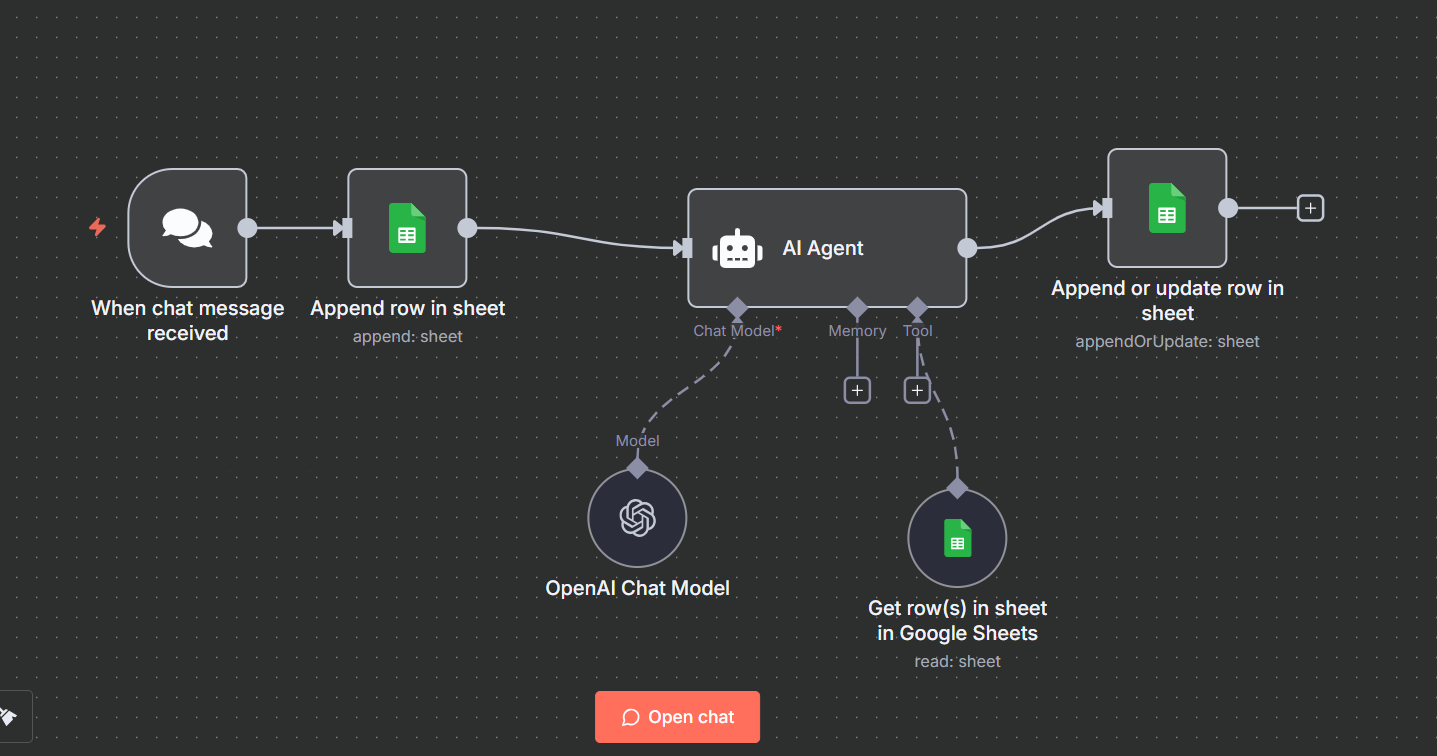 When chat message
received
Append row in sheet
append: sheet
AI Agent
Chat Model*
Memory
Tool
Append or update row in
sheet
appendOrUpdate: sheet
Model
OpenAI Chat Model
Get row(s) in sheet
in Google Sheets
read: sheet
Open chat